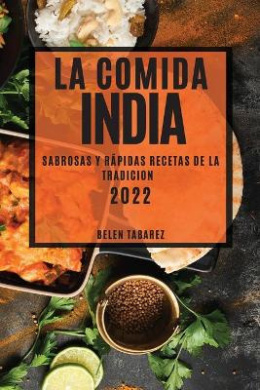 LA COMIDA
INDIA
SABROSAS Y RÁPIDAS RECETAS DE LA
TRADICION
2022
BELEN TABAREZ